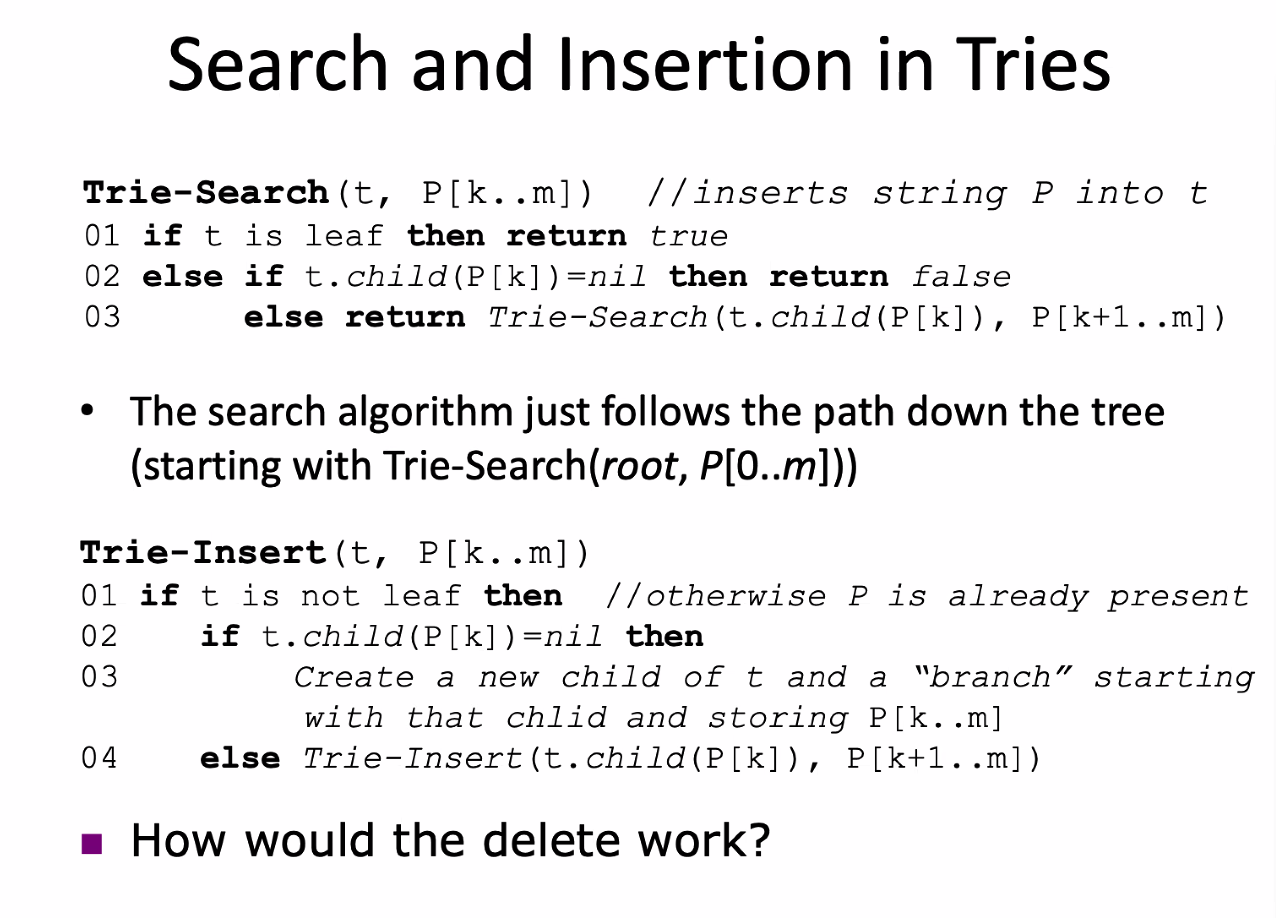 Search and Insertion in Tries
Trie-Search(t, P[k..m]) //inserts string P into t
01 if t is leaf then return true
02 else if t.child(P[k])=nil then return false
03 else return Trie-Search(t.child(P[k]), P[k+1..m])
• The search algorithm just follows the path down the tree
(starting with Trie-Search(root, P[0..m]))
Trie-Insert(t, P[k..m])
01 if t is not leaf then //otherwise P is already present
02 if t.child(P[k])=nil then
03 Create a new child of t and a “branch” starting
with that chlid and storing P[k..m]
04 else Trie-Insert(t.child(P[k]), P[k+1..m])
■ How would the delete work?